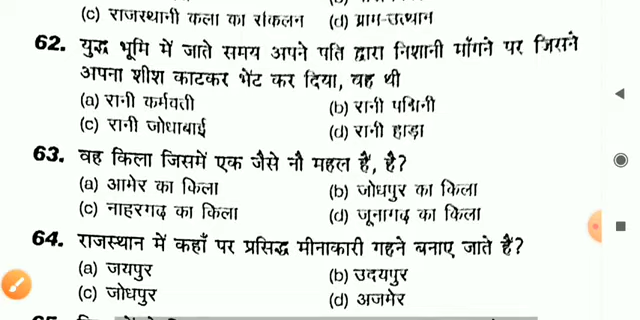 (c) राजस्थानी कला का संकलन (d) प्राग-उत्थान
62. युद्ध भूमि में जाते समय अपने पति द्वारा निशानी माँगने पर जिसने
अपना शीश काटकर भेंट कर दिया, वह थी
(a) रानी कर्मवती (b) रानी पद्मिनी
(c) रानी जोधाबाई (d) रानी हाड़ा
63. वह किला जिसमें एक जैसे नौ महल हैं, है?
(a) आमेर का किला (b) जोधपुर का किला
(c) नाहरगढ़ का किला (d) जूनागढ़ का किला
64. राजस्थान में कहाँ पर प्रसिद्ध मीनाकारी गहने बनाए जाते हैं?
(a) जयपुर (b) उदयपुर
(c) जोधपुर (d) अजमेर